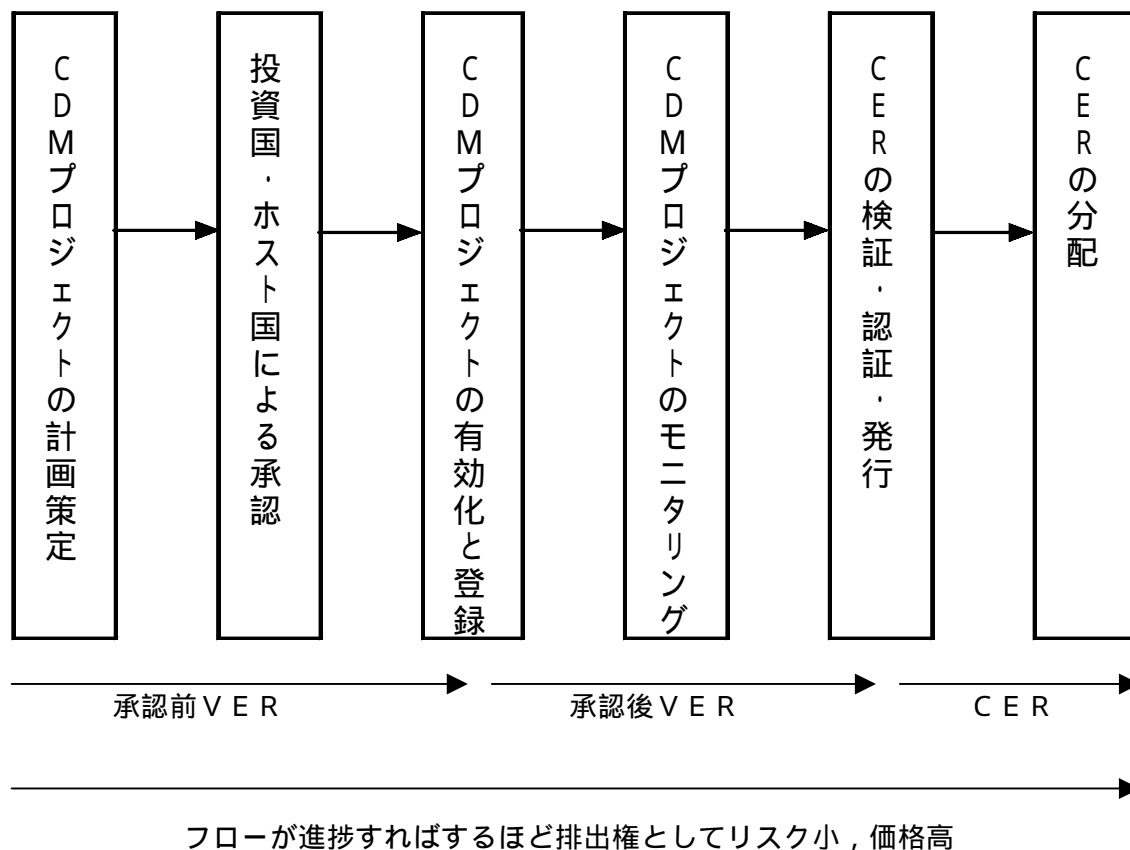 CDMプロジェクトの計画策定
投資国・ホスト国による承認
CDMプロジェクトの有効化と登録
CDMプロジェクトのモニタリング
CERの検証・認証・発行
CERの分配
承認前VER
承認後VER
CER
フローが進捗すればするほど排出権としてリスク小,価格高